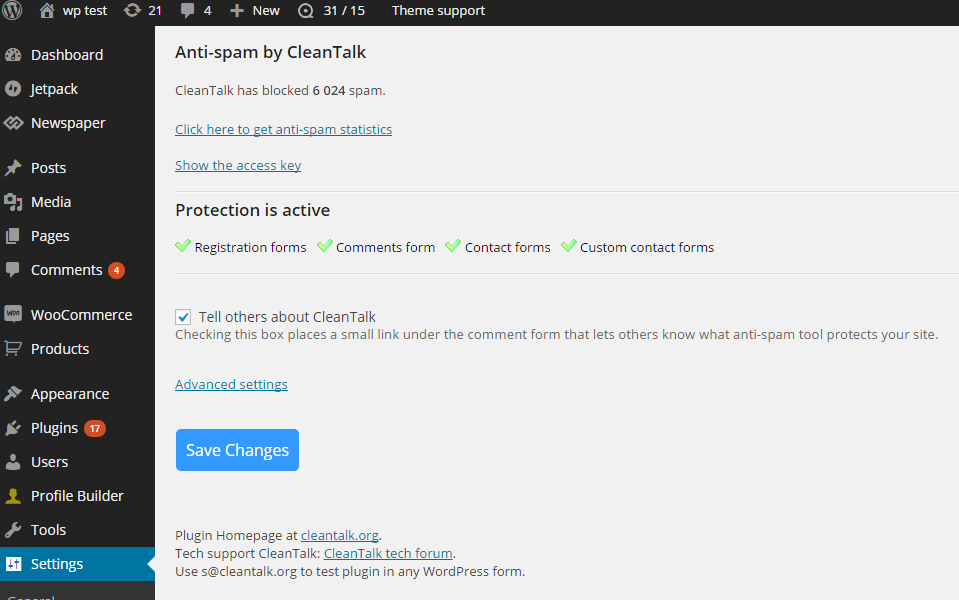 wp test 21 4 New 31 / 15 Theme support
Dashboard
Jetpack
Newspaper
Posts
Media
Pages
Comments 4
WOO WooCommerce
Products
Appearance
Plugins 17
Users
Profile Builder
Tools
Settings
General
Anti-spam by CleanTalk
CleanTalk has blocked 6 024 spam.
Click here to get anti-spam statistics
Show the access key
Protection is active
Registration forms Comments form Contact forms Custom contact forms
Tell others about CleanTalk
Checking this box places a small link under the comment form that lets others know what anti-spam tool protects your site.
Advanced settings
Save Changes
Plugin Homepage at cleantalk.org.
Tech support CleanTalk: CleanTalk tech forum.
Use s@cleantalk.org to test plugin in any WordPress form.